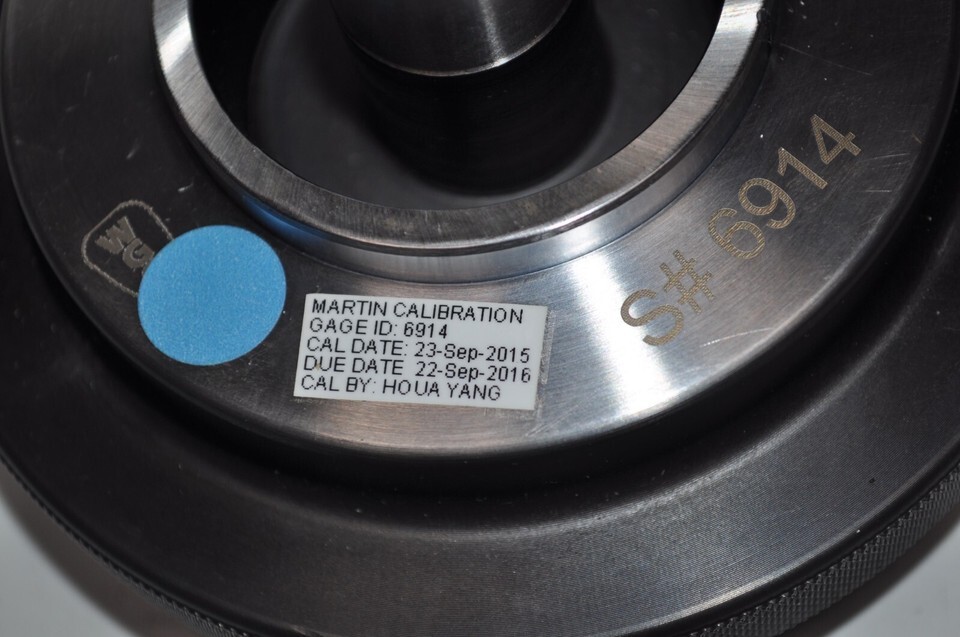 WG
MARTIN CALIBRATION
GAGE ID: 6914
CAL DATE: 23-Sep-2015
DUE DATE 22-Sep-2016
CAL BY: HOUA YANG
S# 6914